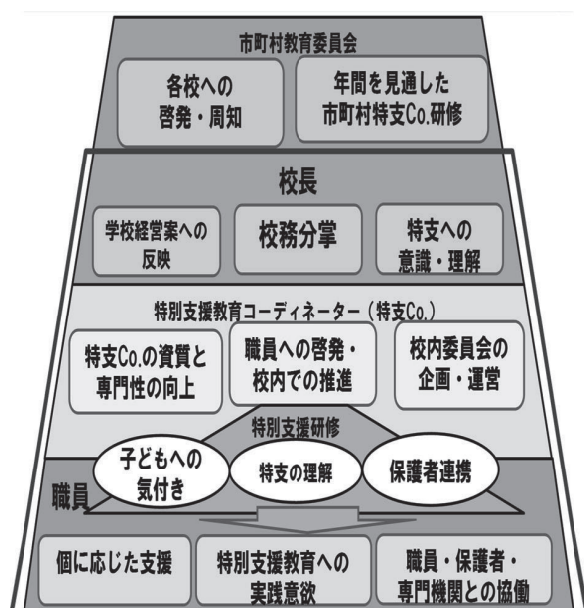 市町村教育委員会
各校への
啓発・周知
年間を見通した
市町村特支Co.研修
校長
学校経営案への
反映
校務分掌
特支への
意識・理解
特別支援教育コーディネーター(特支Co.)
特支Co.の資質と
専門性の向上
職員への啓発・
校内での推進
校内委員会の
企画・運営
特別支援研修
子どもへの
気付き
特支の理解
保護者連携
職員
個に応じた支援
特別支援教育への
実践意欲
職員・保護者・
専門機関との協働